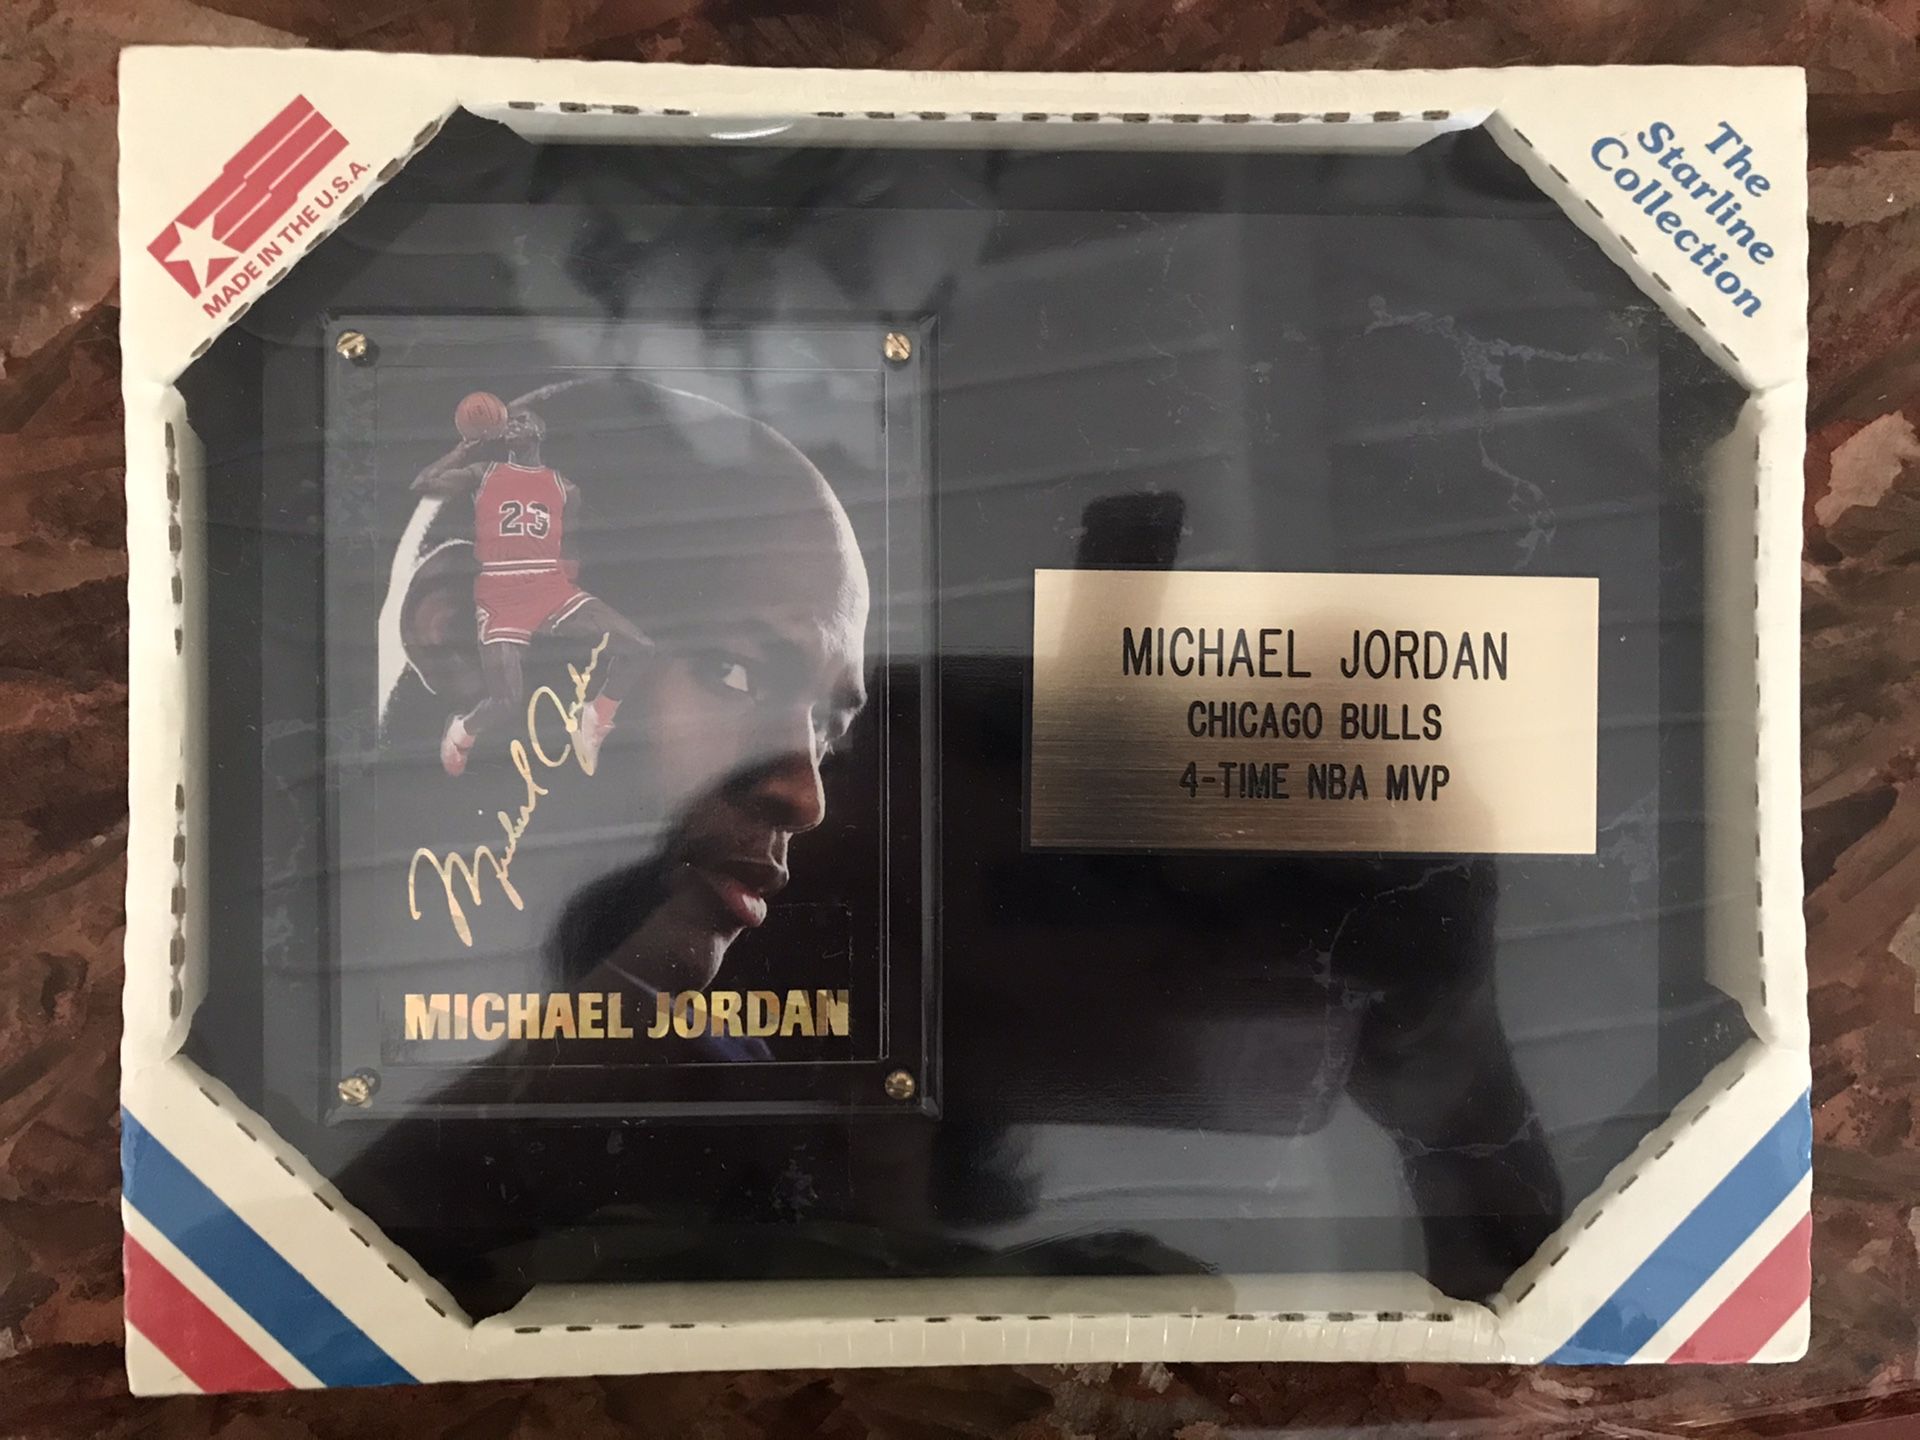 MADE IN THE U.S.A.
The
Starline
Collection
23
Michael Jordan
MICHAEL JORDAN
MICHAEL JORDAN
CHICAGO BULLS
4-TIME NBA MVP